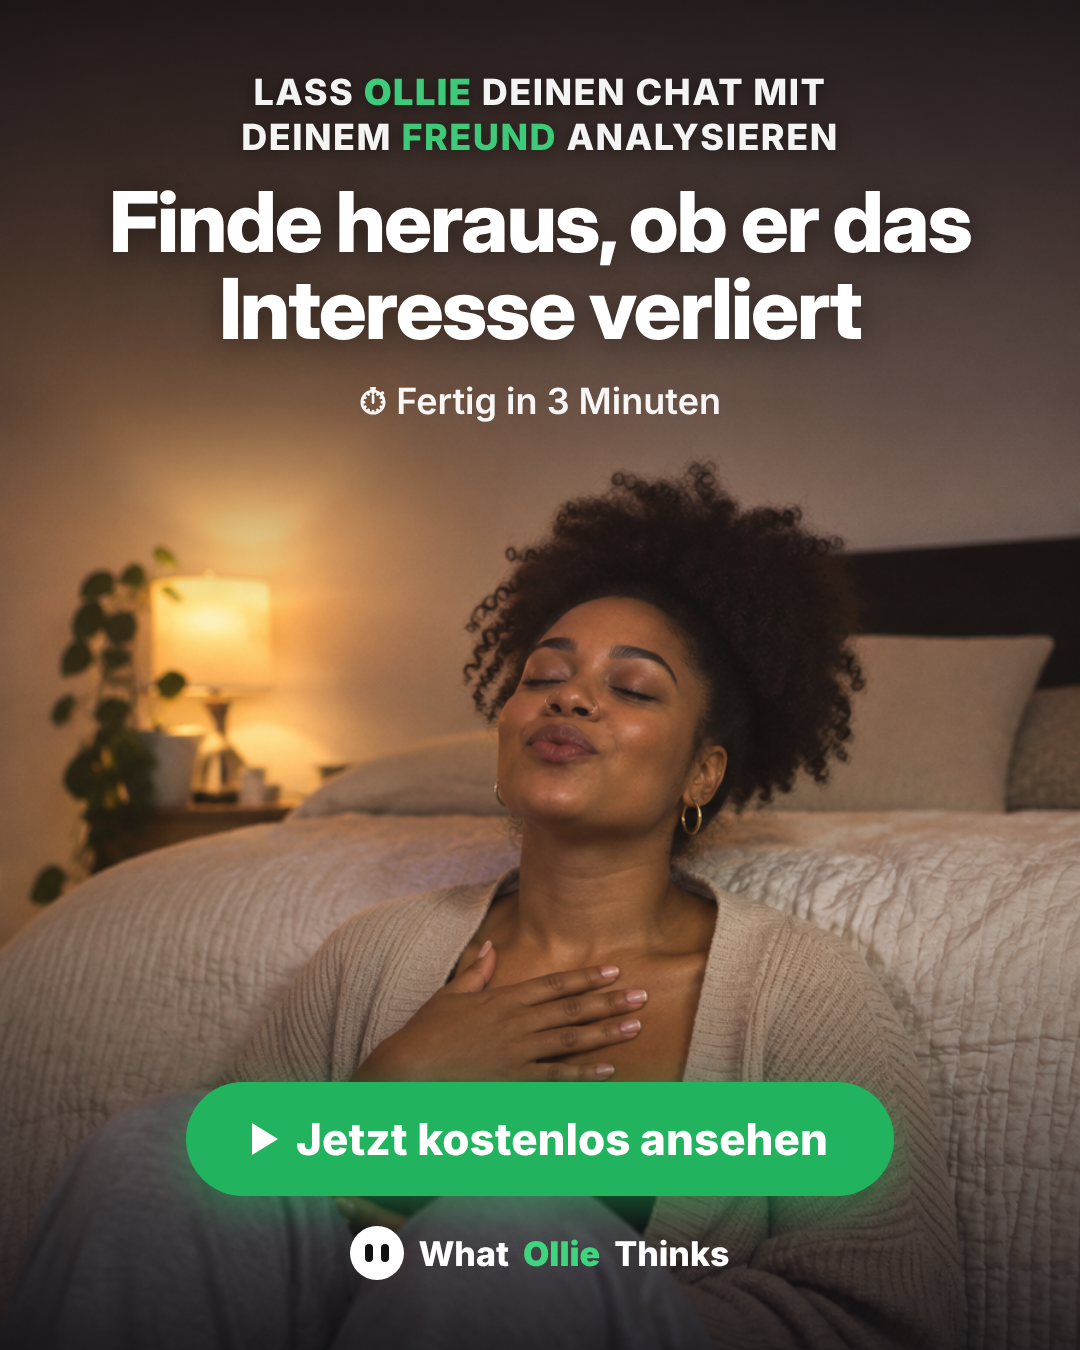 LASS OLLIE DEINEN CHAT MIT
DEINEM FREUND ANALYSIEREN
Finde heraus, ob er das
Interesse verliert
⏱ Fertig in 3 Minuten
▶ Jetzt kostenlos ansehen
What Ollie Thinks